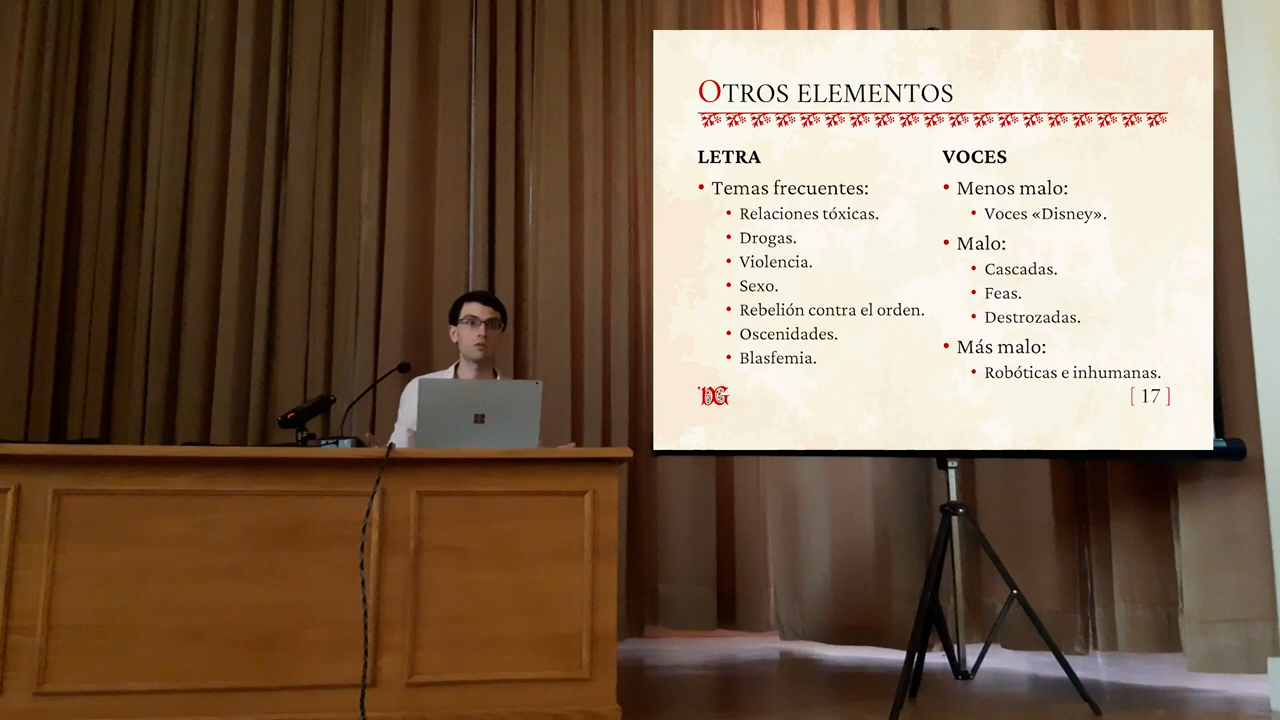 OTROS ELEMENTOS
LETRA
• Temas frecuentes:
• Relaciones tóxicas.
• Drogas.
• Violencia.
• Sexo.
• Rebelión contra el orden.
• Oscenidades.
• Blasfemia.
VOCES
• Menos malo:
• Voces «Disney».
• Malo:
• Cascadas.
• Feas.
• Destrozadas.
• Más malo:
• Robóticas e inhumanas.
[ 17 ]